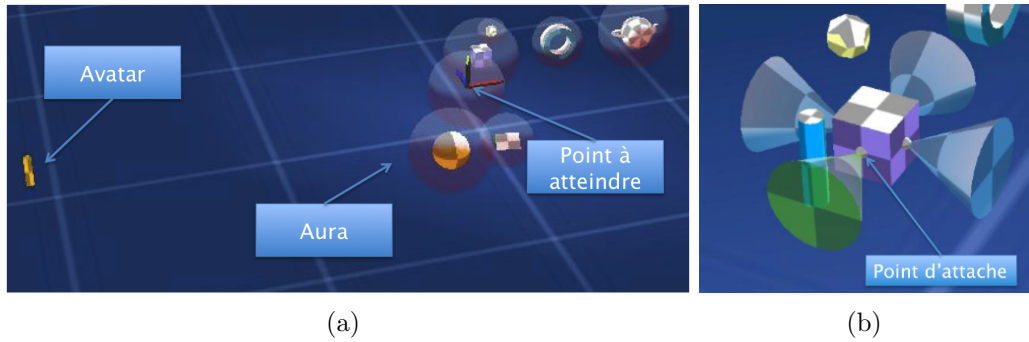 Avatar
Point à
atteindre
Aura
Point d'attache
(a)
(b)